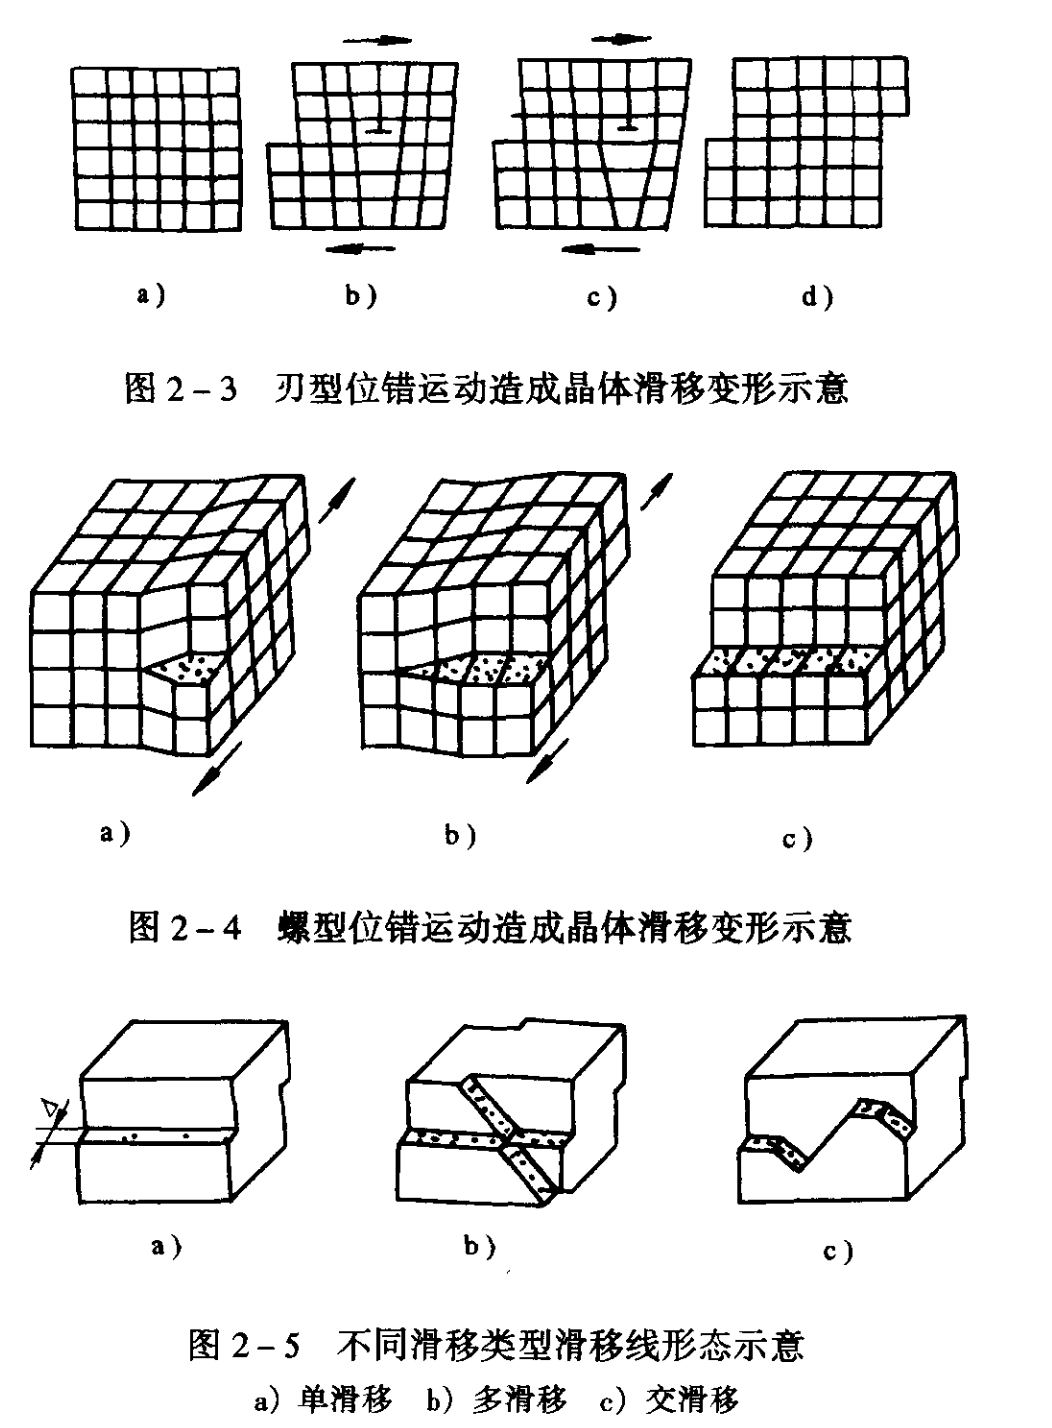 a) b) c) d)
图2-3 刃型位错运动造成晶体滑移变形示意
a) b) c)
图2-4 螺型位错运动造成晶体滑移变形示意
△
a) b) c)
图2-5 不同滑移类型滑移线形态示意
a) 单滑移 b) 多滑移 c) 交滑移